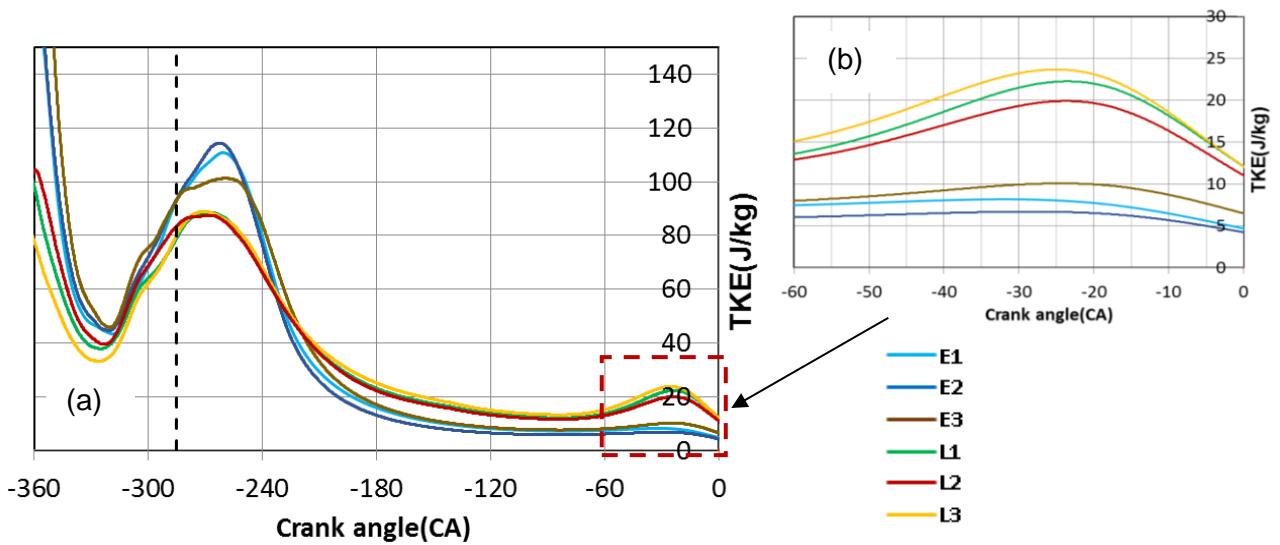 140
120
100
80
60
40
20
0
TKE(J/kg)
(a)
-360 -300 -240 -180 -120 -60 0
Crank angle(CA)
(b)
30
25
20
15
10
5
0
TKE(J/kg)
-60 -50 -40 -30 -20 -10 0
Crank angle(CA)
E1
E2
E3
L1
L2
L3